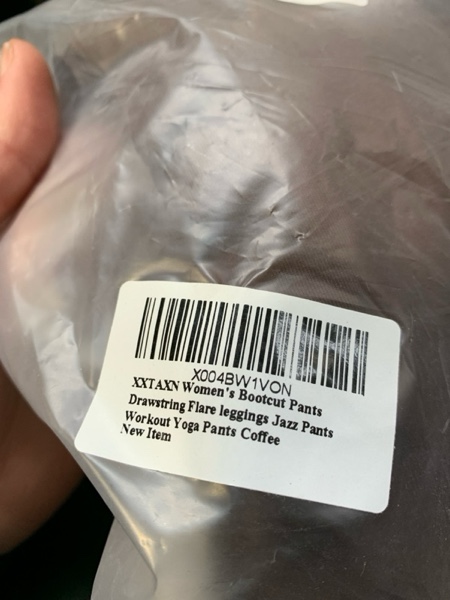 X004BW1VON
XXTAXN Women's Bootcut Pants
Drawstring Flare leggings Jazz Pants
Workout Yoga Pants Coffee
New Item